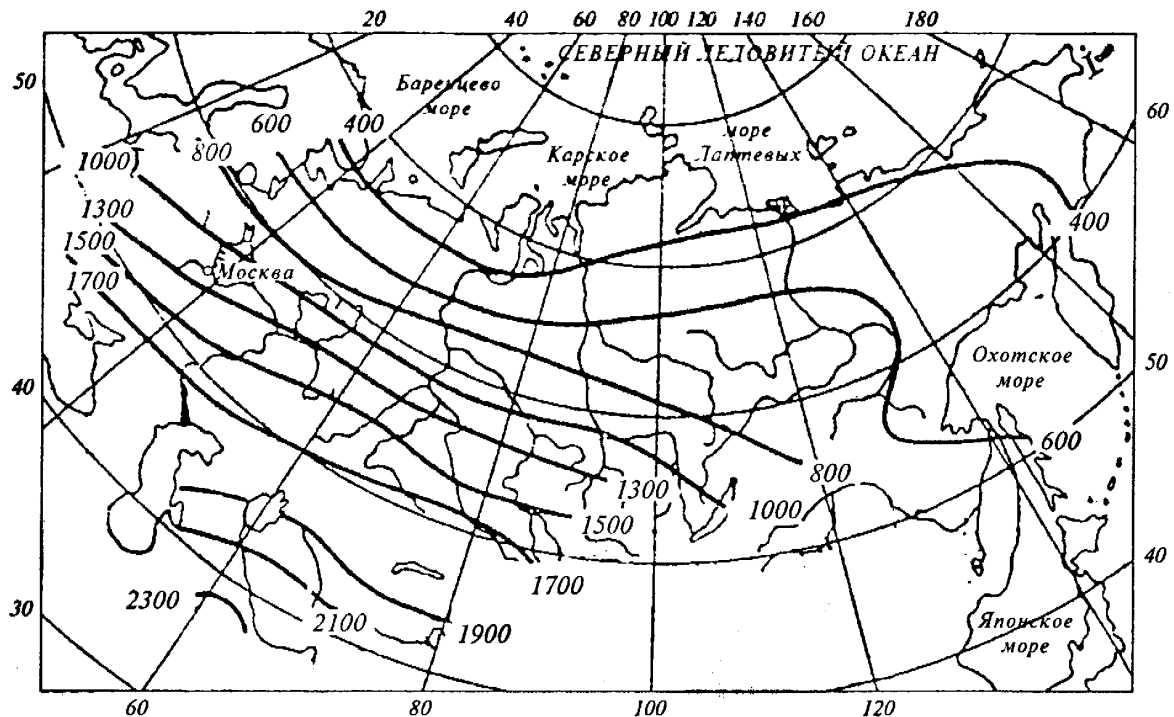 20 40 60 80 100 120 140 160 180
СЕВЕРНЫЙ ЛЕДОВИТЫЙ ОКЕАН
50
60
Баренцево
море
600 400
море
Лаптевых
Карское
море
1000 800
1300
400
1500
Москва
1700
Охотское
море
50
40
600
800
1300
1000
1500
40
1700
30
2300
2100
1900
Японское
море
60 80 100 120